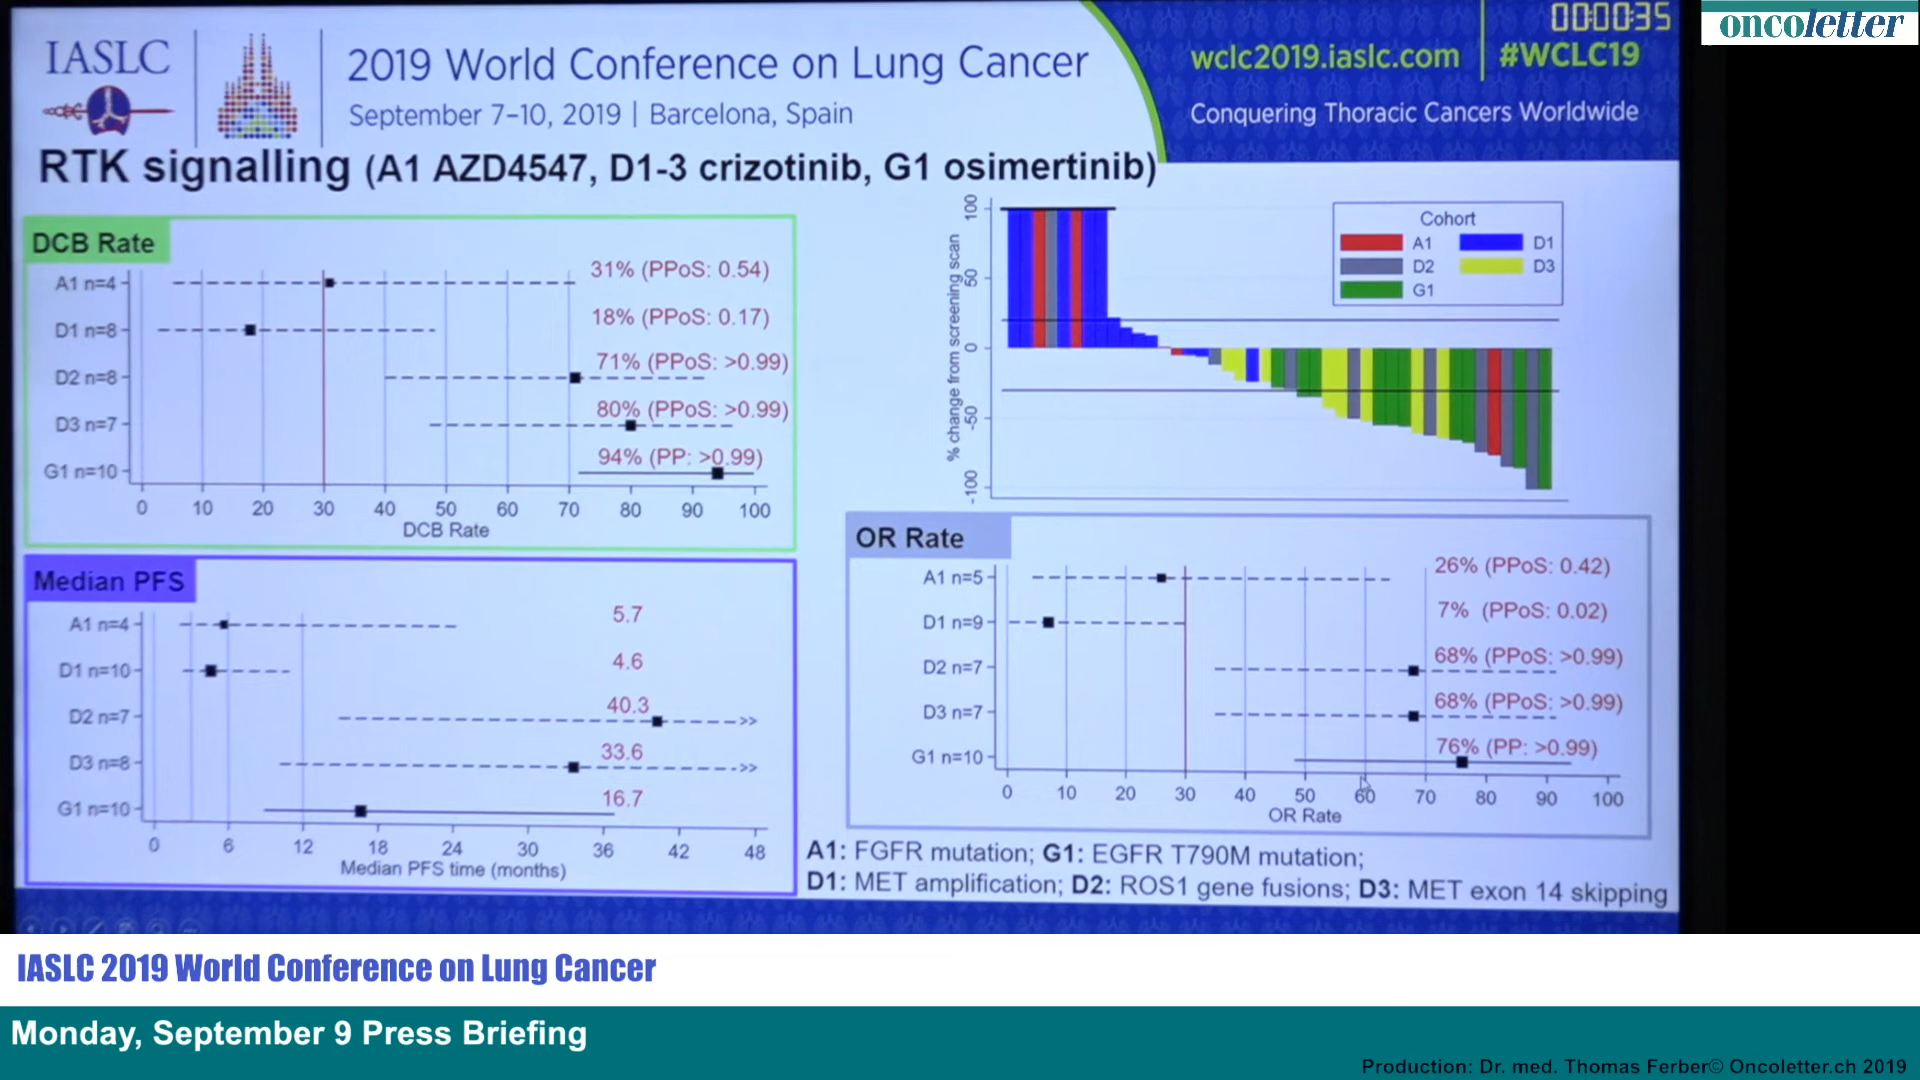 IASLC
2019 World Conference on Lung Cancer
September 7–10, 2019 | Barcelona, Spain
00:00:35
wclc2019.iaslc.com
#WCLC19
Conquering Thoracic Cancers Worldwide
oncoletter
RTK signalling (A1 AZD4547, D1-3 crizotinib, G1 osimertinib)
DCB Rate
A1 n=4
31% (PPoS: 0.54)
D1 n=8
18% (PPoS: 0.17)
D2 n=8
71% (PPoS: >0.99)
D3 n=7
80% (PPoS: >0.99)
G1 n=10
94% (PP: >0.99)
0 10 20 30 40 50 60 70 80 90 100
DCB Rate
% change from screening scan
100
50
0
-50
-100
Cohort
A1 D1
D2 D3
G1
Median PFS
A1 n=4
5.7
D1 n=10
4.6
D2 n=7
40.3
>>
D3 n=8
33.6
>>
G1 n=10
16.7
0 6 12 18 24 30 36 42 48
Median PFS time (months)
OR Rate
A1 n=5
26% (PPoS: 0.42)
D1 n=9
7% (PPoS: 0.02)
D2 n=7
68% (PPoS: >0.99)
D3 n=7
68% (PPoS: >0.99)
G1 n=10
76% (PP: >0.99)
0 10 20 30 40 50 60 70 80 90 100
OR Rate
A1: FGFR mutation; G1: EGFR T790M mutation;
D1: MET amplification; D2: ROS1 gene fusions; D3: MET exon 14 skipping
IASLC 2019 World Conference on Lung Cancer
Monday, September 9 Press Briefing
Production: Dr. med. Thomas Ferber© Oncoletter.ch 2019